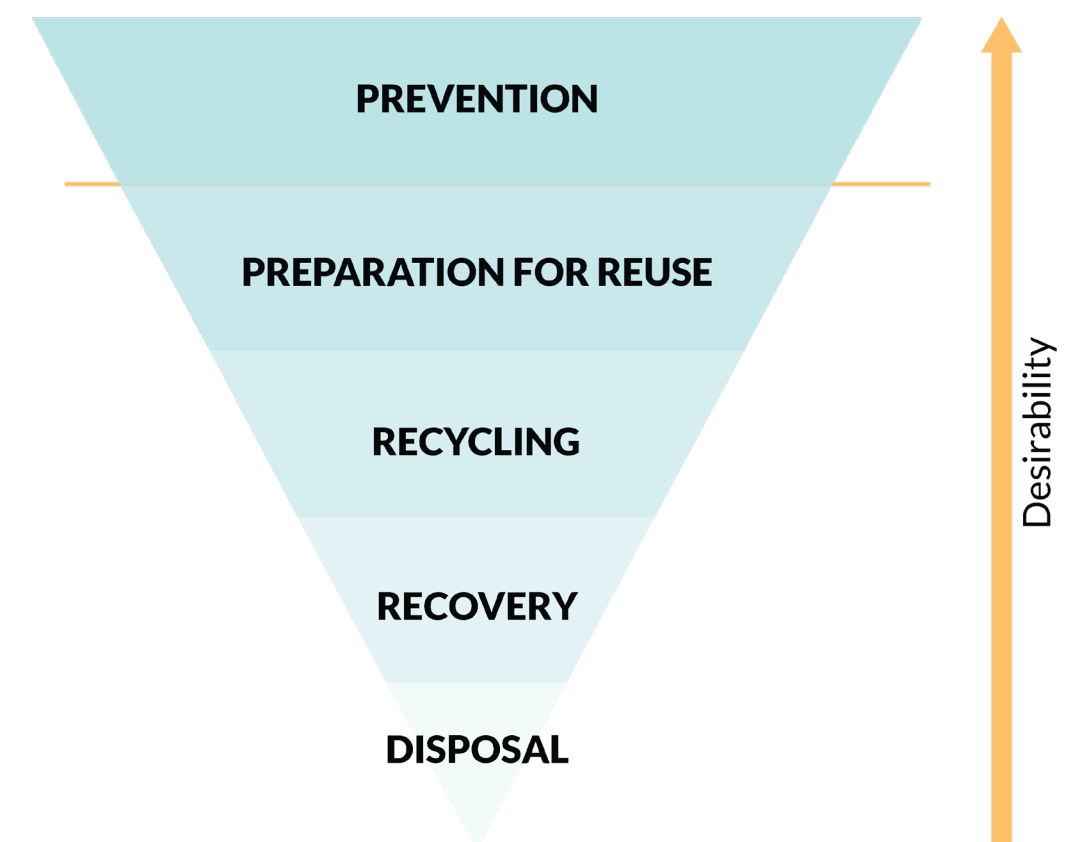 PREVENTION
PREPARATION FOR REUSE
RECYCLING
RECOVERY
DISPOSAL
Desirability